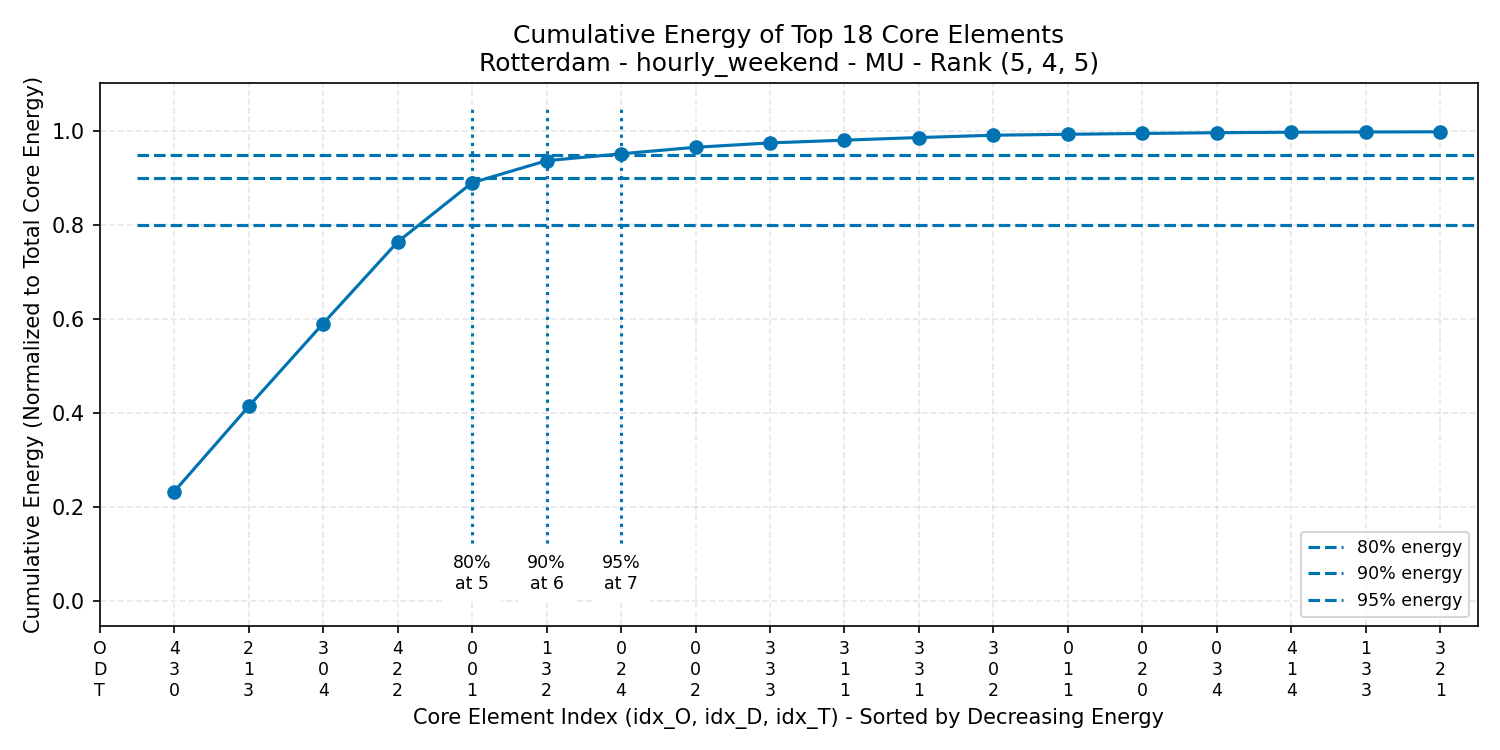 Cumulative Energy of Top 18 Core Elements
Rotterdam - hourly_weekend - MU - Rank (5, 4, 5)
Cumulative Energy (Normalized to Total Core Energy)
1.0
0.8
0.6
0.4
0.2
0.0
80% at 5
90% at 6
95% at 7
80% energy
90% energy
95% energy
O 4 2 3 4 0 1 0 0 3 3 3 3 0 0 0 4 1 3
D 3 1 0 2 0 3 2 0 3 1 3 0 1 2 3 1 3 2
T 0 3 4 2 1 2 4 2 3 1 1 2 1 0 4 4 3 1
Core Element Index (idx_O, idx_D, idx_T) - Sorted by Decreasing Energy